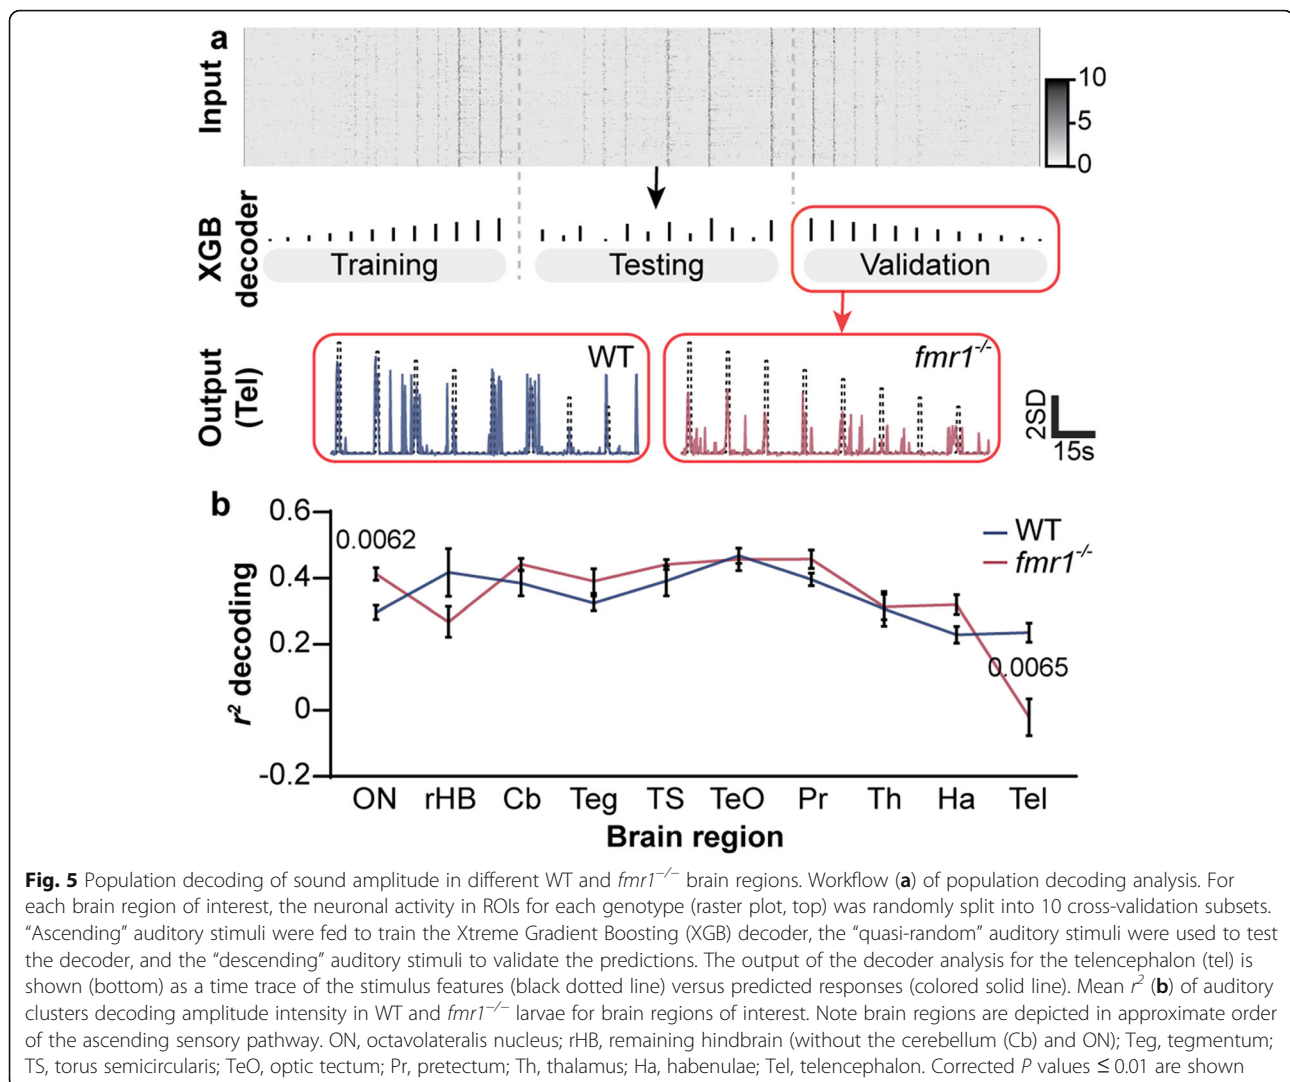 a
Input
10
5
0
XGB
decoder
Training
Testing
Validation
Output
(Tel)
WT
fmr1-/-
2SD
15s
b
r2 decoding
0.6
0.4
0.2
0
-0.2
0.0062
0.0065
WT
fmr1-/-
ON rHB Cb Teg TS TeO Pr Th Ha Tel
Brain region
Fig. 5 Population decoding of sound amplitude in different WT and fmr1−/− brain regions. Workflow (a) of population decoding analysis. For
each brain region of interest, the neuronal activity in ROIs for each genotype (raster plot, top) was randomly split into 10 cross-validation subsets.
“Ascending” auditory stimuli were fed to train the Xtreme Gradient Boosting (XGB) decoder, the “quasi-random” auditory stimuli were used to test
the decoder, and the “descending” auditory stimuli to validate the predictions. The output of the decoder analysis for the telencephalon (tel) is
shown (bottom) as a time trace of the stimulus features (black dotted line) versus predicted responses (colored solid line). Mean r2 (b) of auditory
clusters decoding amplitude intensity in WT and fmr1−/− larvae for brain regions of interest. Note brain regions are depicted in approximate order
of the ascending sensory pathway. ON, octavolateralis nucleus; rHB, remaining hindbrain (without the cerebellum (Cb) and ON); Teg, tegmentum;
TS, torus semicircularis; TeO, optic tectum; Pr, pretectum; Th, thalamus; Ha, habenulae; Tel, telencephalon. Corrected P values ≤ 0.01 are shown